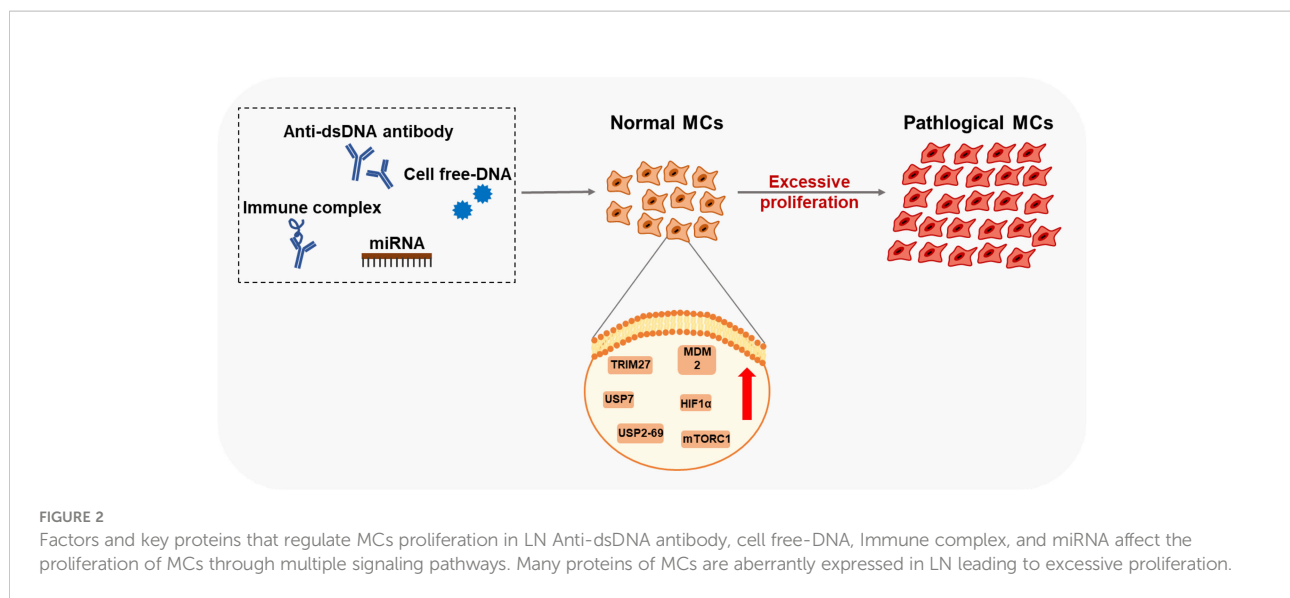 Anti-dsDNA antibody
Cell free-DNA
Immune complex
miRNA
Normal MCs
Excessive
proliferation
Pathlogical MCs
TRIM27
MDM
2
USP7
HIF1α
USP2-69
mTORC1
FIGURE 2
Factors and key proteins that regulate MCs proliferation in LN Anti-dsDNA antibody, cell free-DNA, Immune complex, and miRNA affect the
proliferation of MCs through multiple signaling pathways. Many proteins of MCs are aberrantly expressed in LN leading to excessive proliferation.